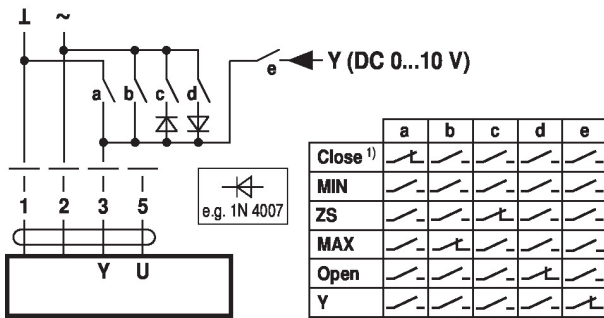 ⊥ ~
e Y (DC 0...10 V)
a b c d
1 2 3 5
e.g. 1N 4007
Y U
a b c d e
Close 1)
MIN
ZS
MAX
Open
Y